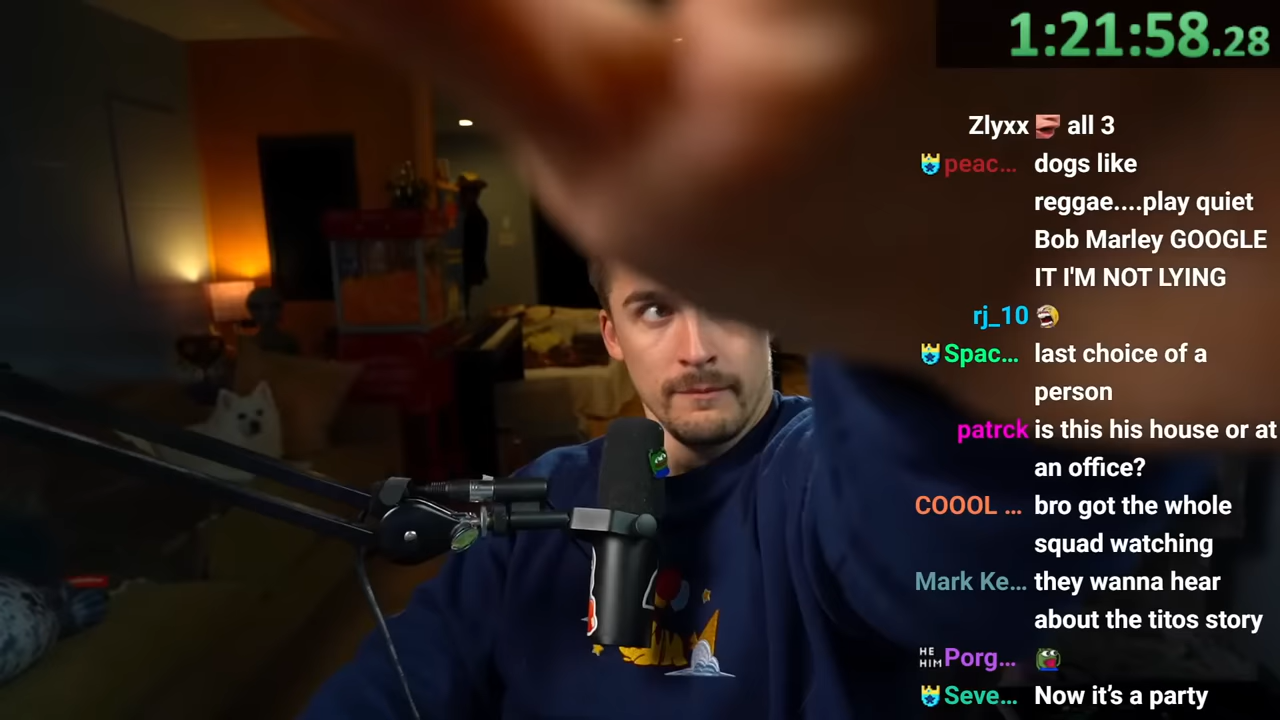 1:21:58.28
Zlyxx all 3
peac... dogs like
reggae....play quiet
Bob Marley GOOGLE
IT I'M NOT LYING
rj_10
Spac... last choice of a
person
patrck is this his house or at
an office?
COOOL ... bro got the whole
squad watching
Mark Ke... they wanna hear
about the titos story
HE HIM Porg...
Seve... Now it's a party